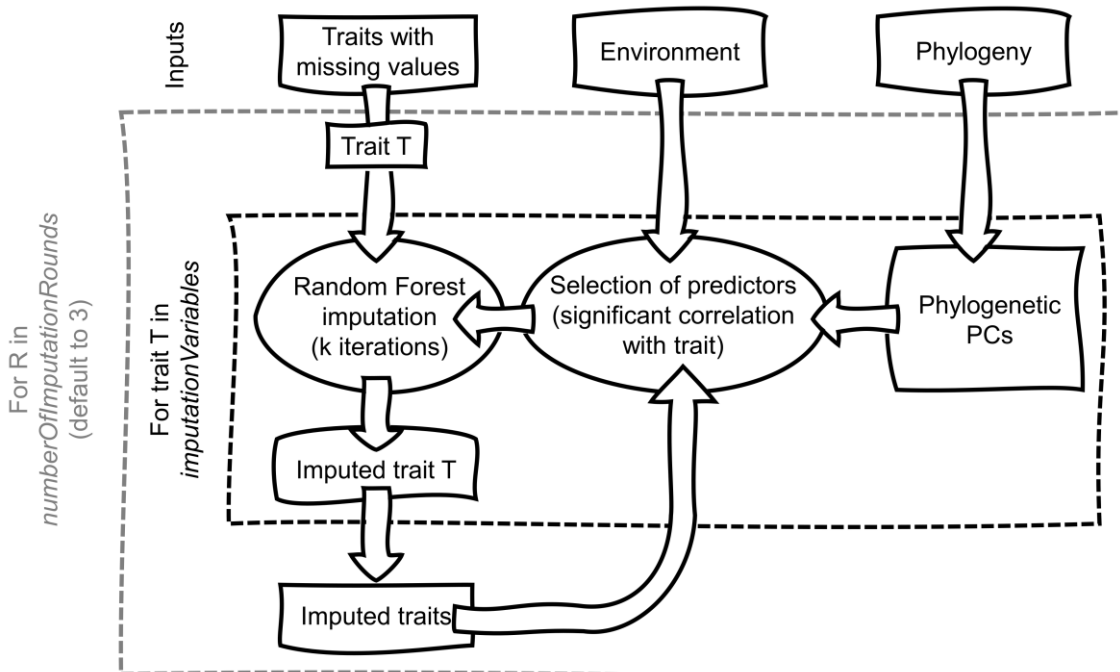 Inputs
Traits with
missing values
Environment
Phylogeny
Trait T
For R in
numberOfImputationRounds
(default to 3)
For trait T in
imputationVariables
Random Forest
imputation
(k iterations)
Selection of predictors
(significant correlation
with trait)
Phylogenetic
PCs
Imputed trait T
Imputed traits